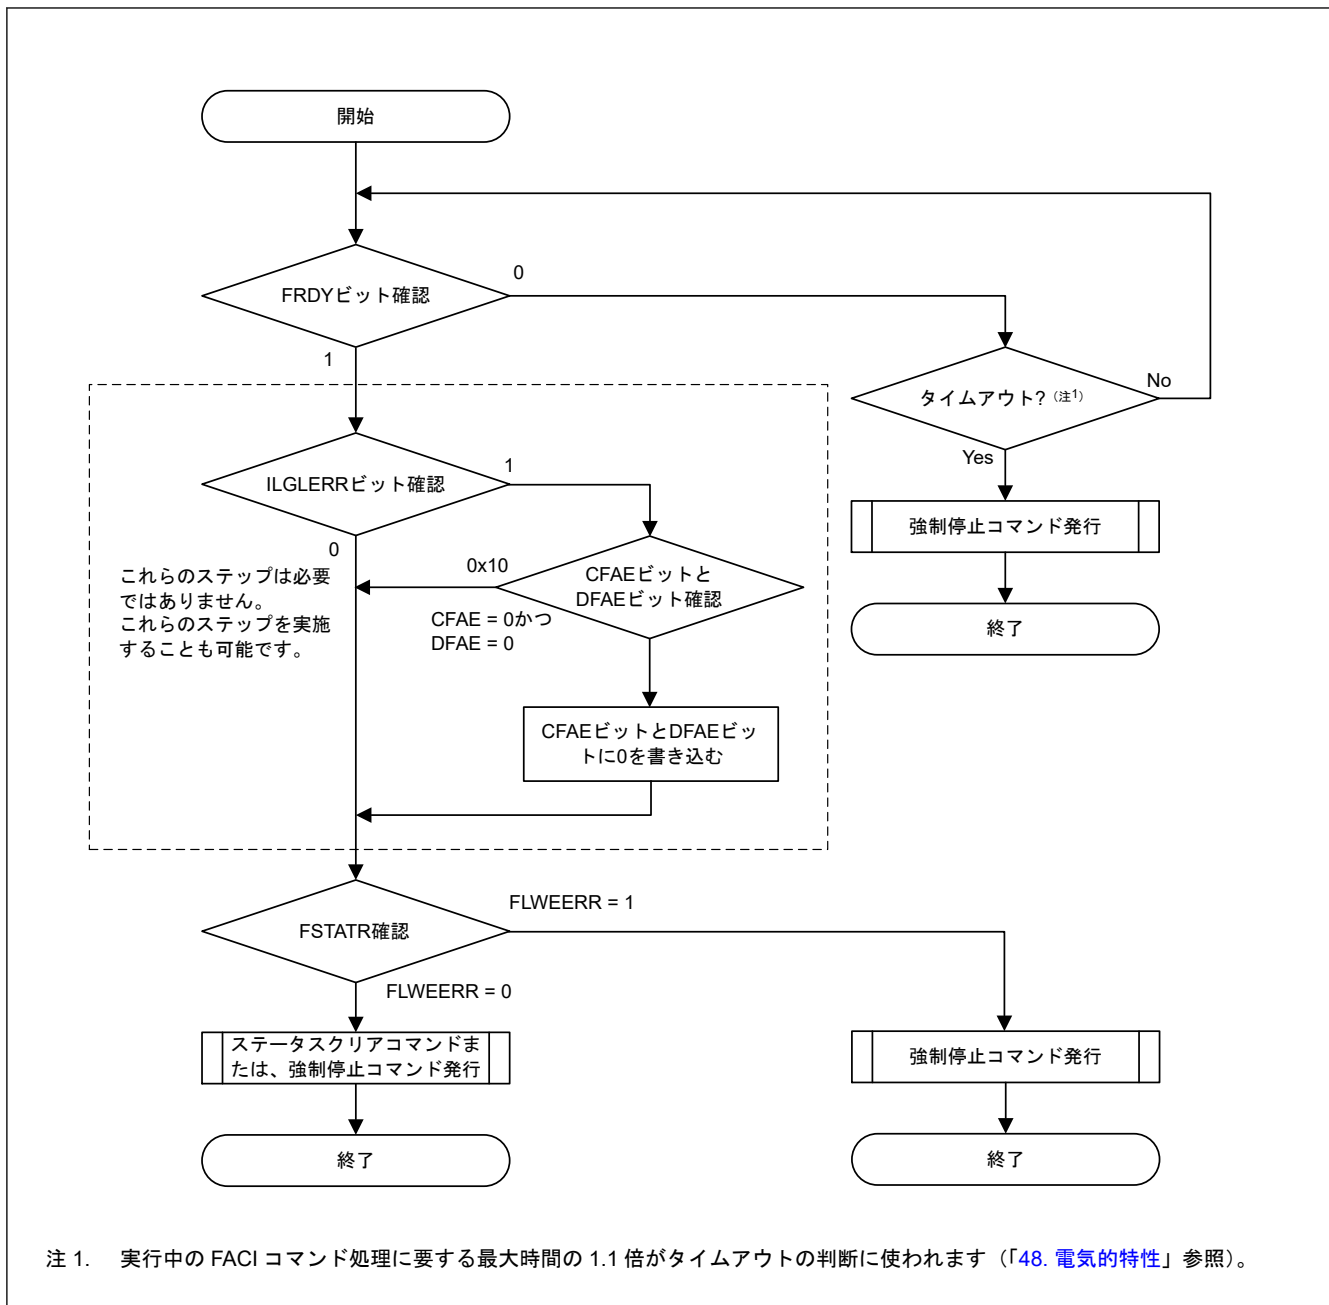 開始
FRDYビット確認
0
1
タイムアウト? (注1)
No
Yes
強制停止コマンド発行
終了
ILGLERRビット確認
1
0
これらのステップは必要
ではありません。
これらのステップを実施
することも可能です。
0x10
CFAEビットと
DFAEビット確認
CFAE = 0かつ
DFAE = 0
CFAEビットとDFAEビッ
トに0を書き込む
FSTATR確認
FLWEERR = 1
FLWEERR = 0
ステータスクリアコマンドま
たは、強制停止コマンド発行
強制停止コマンド発行
終了
終了
注 1. 実行中の FACI コマンド処理に要する最大時間の 1.1 倍がタイムアウトの判断に使われます（「48. 電気的特性」参照）。